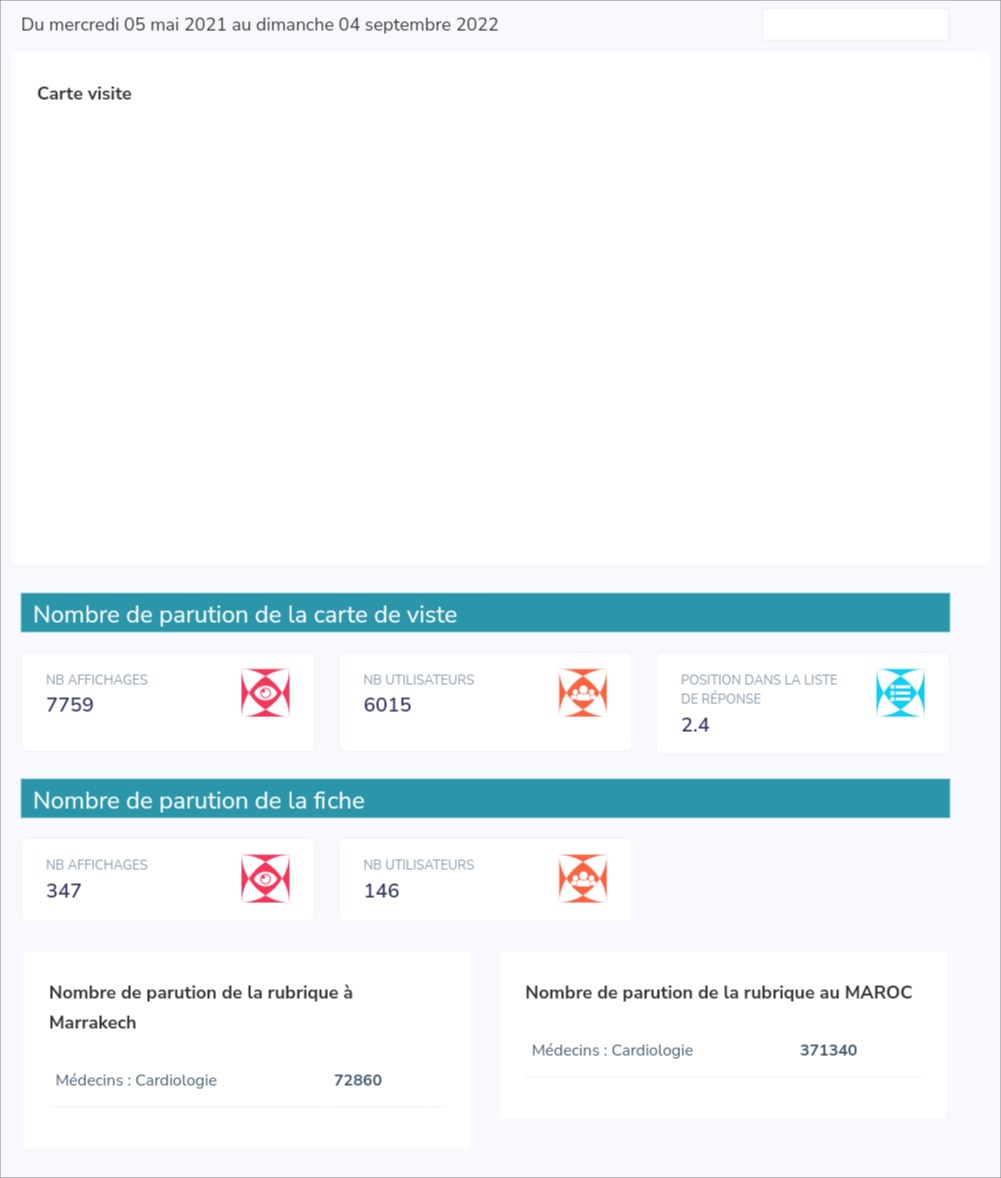 Du mercredi 05 mai 2021 au dimanche 04 septembre 2022
Carte visite
Nombre de parution de la carte de viste
NB AFFICHAGES
7759
NB UTILISATEURS
6015
POSITION DANS LA LISTE
DE RÉPONSE
2.4
Nombre de parution de la fiche
NB AFFICHAGES
347
NB UTILISATEURS
146
Nombre de parution de la rubrique à
Marrakech
Médecins : Cardiologie 72860
Nombre de parution de la rubrique au MAROC
Médecins : Cardiologie 371340